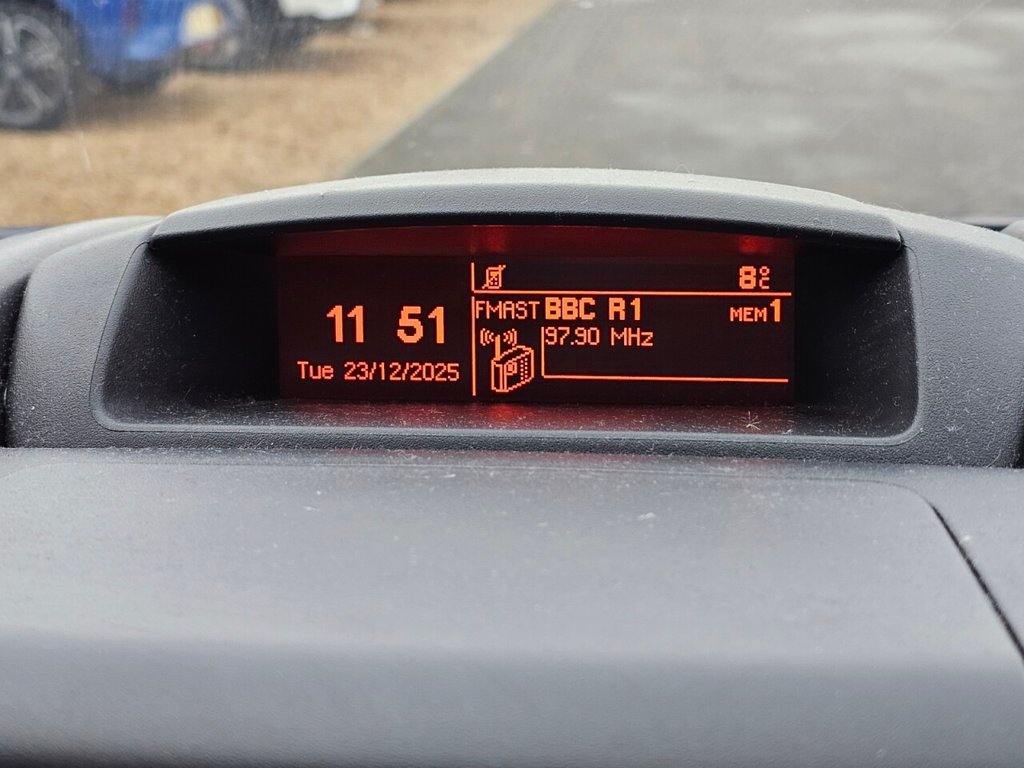 8°C
11 51
FMAST BBC R1 MEM1
97.90 MHz
Tue 23/12/2025